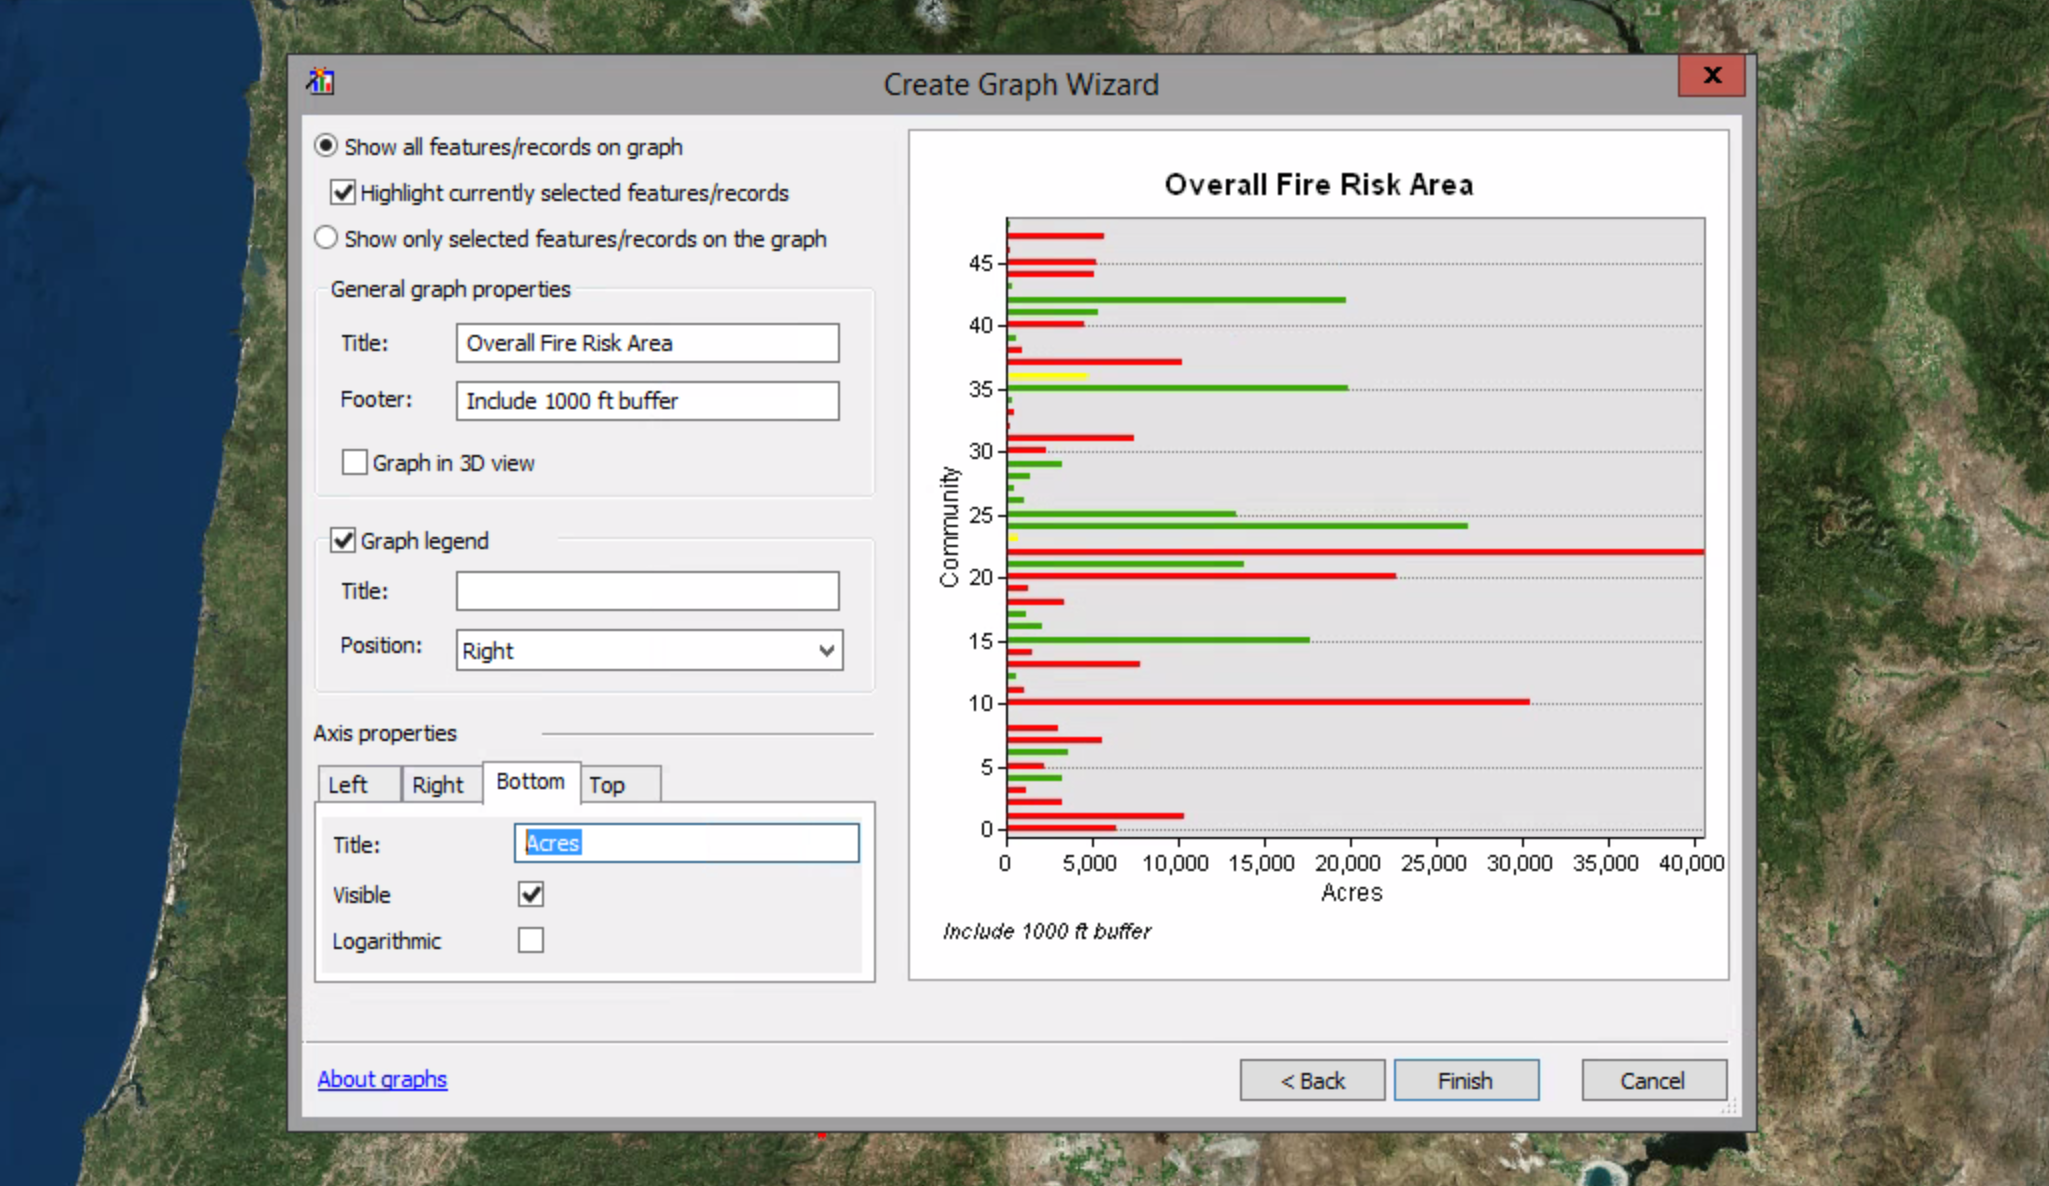 Create Graph Wizard
x
Show all features/records on graph
Highlight currently selected features/records
Show only selected features/records on the graph
General graph properties
Title: Overall Fire Risk Area
Footer: Include 1000 ft buffer
Graph in 3D view
Graph legend
Title:
Position: Right
Axis properties
Left Right Bottom Top
Title: Acres
Visible
Logarithmic
Overall Fire Risk Area
Community
45
40
35
30
25
20
15
10
5
0
0 5,000 10,000 15,000 20,000 25,000 30,000 35,000 40,000
Acres
Include 1000 ft buffer
About graphs
< Back Finish Cancel